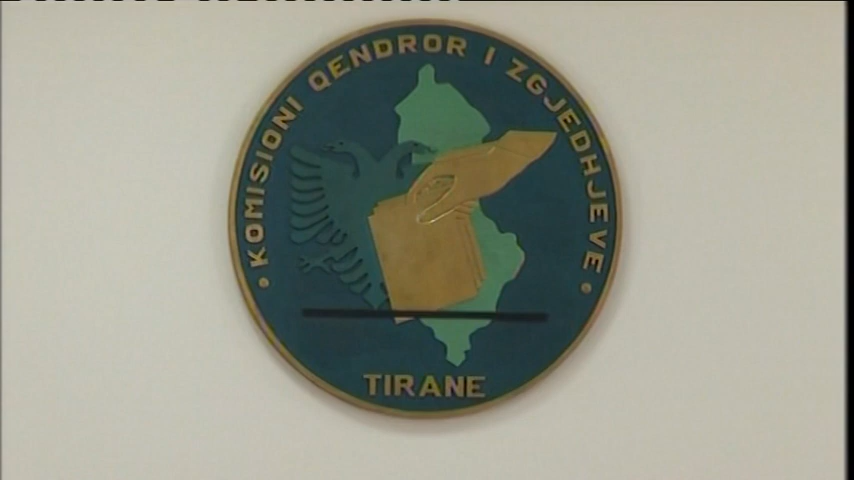 • KOMISIONI QENDROR I ZGJEDHJEVE •
TIRANE